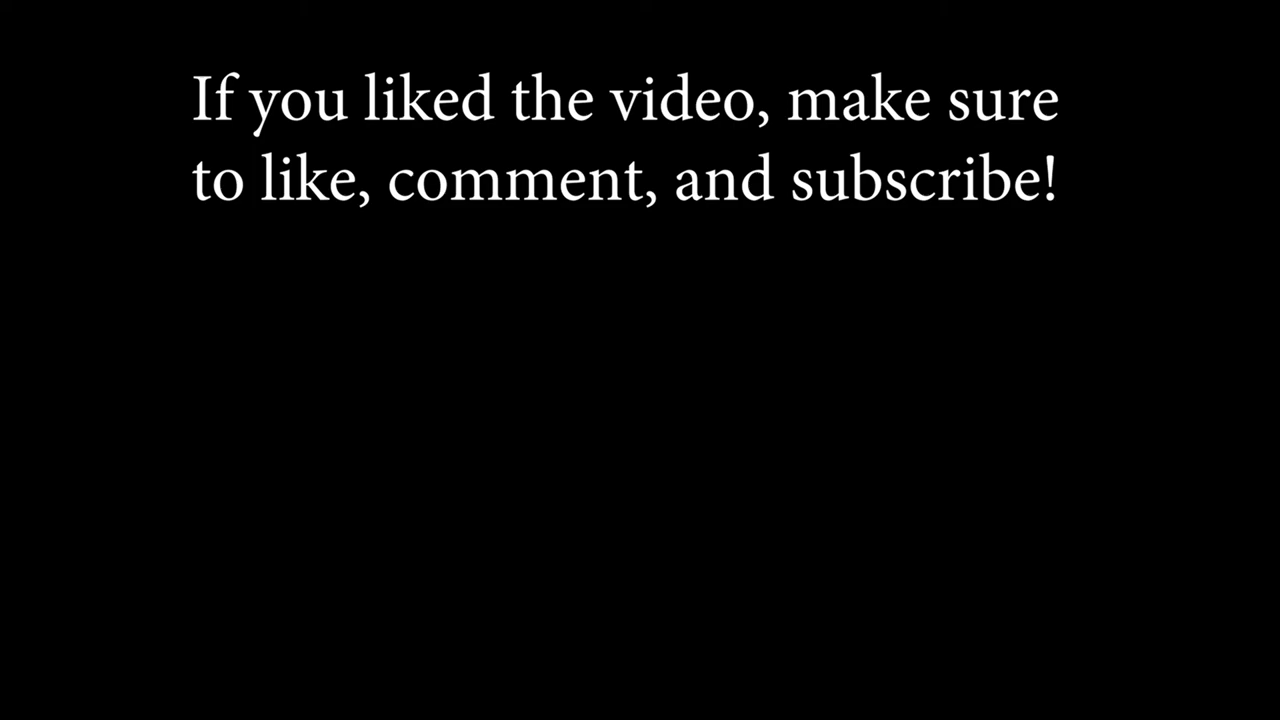 If you liked the video, make sure
to like, comment, and subscribe!